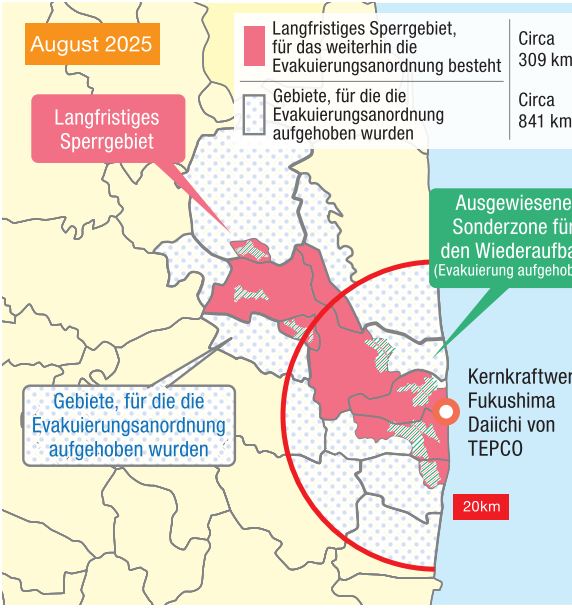 August 2025
Langfristiges Sperrgebiet,
für das weiterhin die
Evakuierungsanordnung besteht
Circa
309 km
Gebiete, für die die
Evakuierungsanordnung
aufgehoben wurden
Circa
841 km
Langfristiges
Sperrgebiet
Ausgewiesene
Sonderzone für
den Wiederaufba
(Evakuierung aufgehob
Gebiete, für die die
Evakuierungsanordnung
aufgehoben wurden
Kernkraftwer
Fukushima
Daiichi von
TEPCO
20km